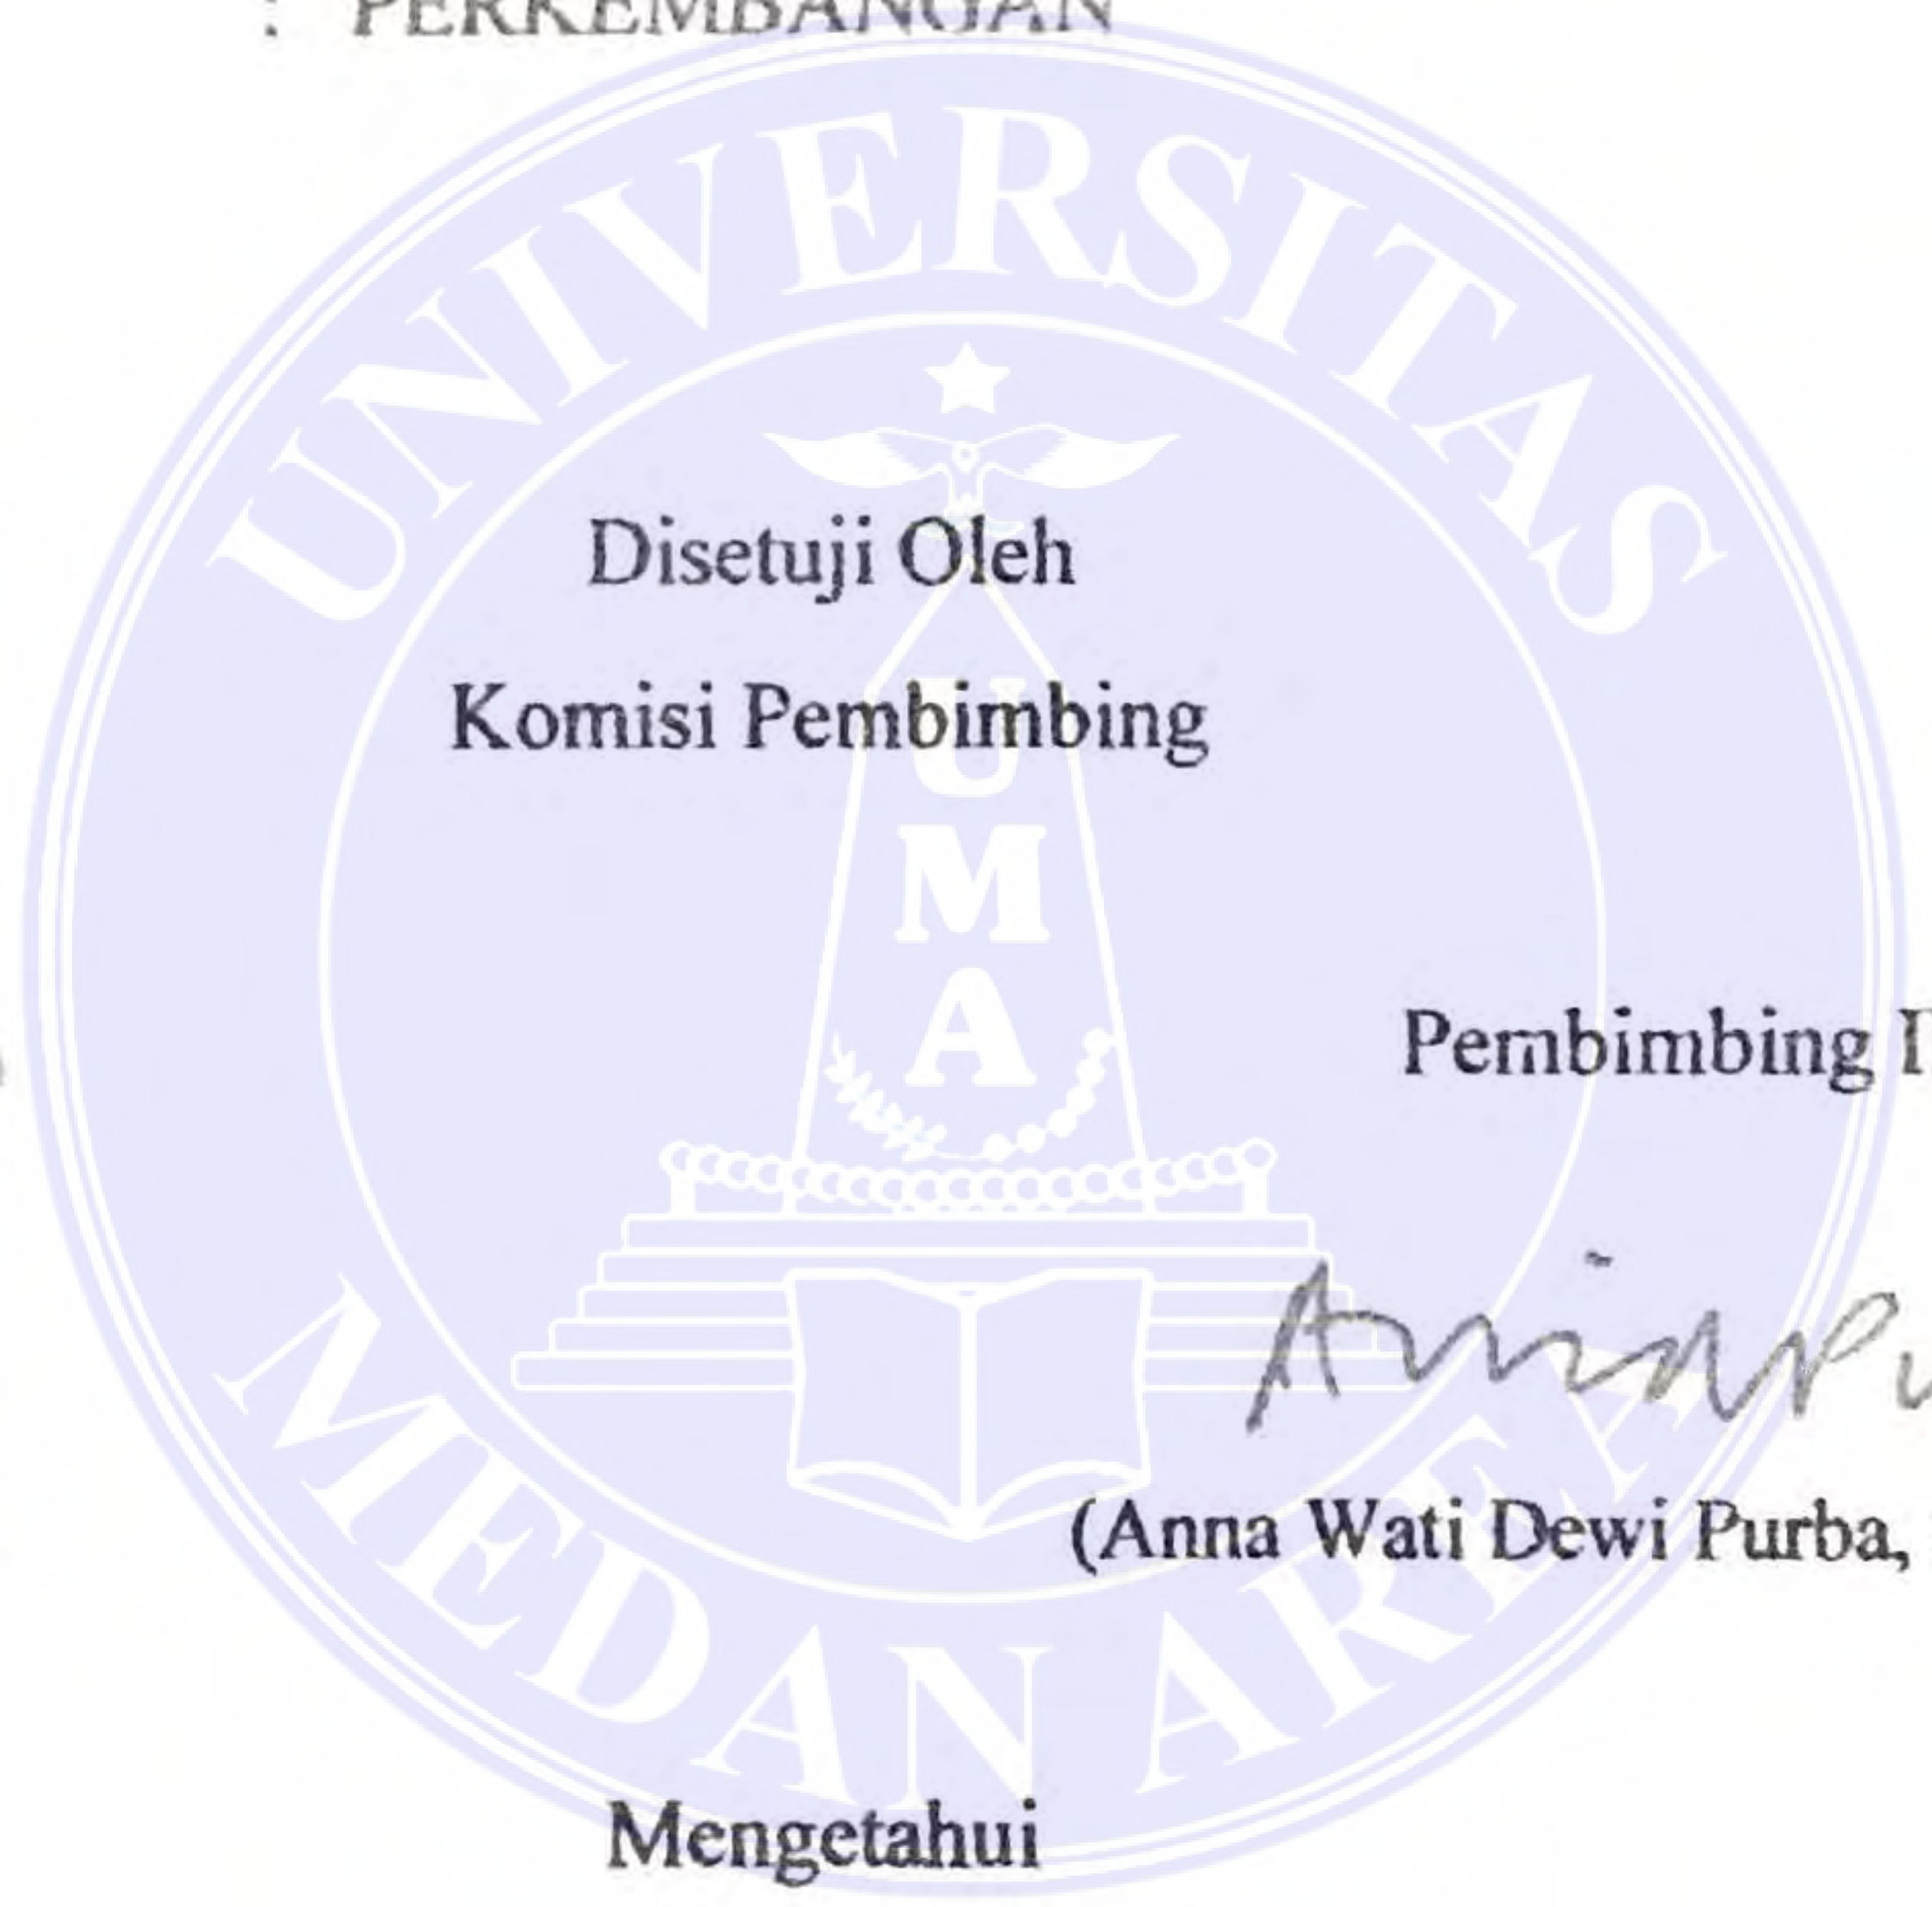 : PERKEMBANGAN
UNIVERSITAS
Disetuji Oleh
Komisi Pembimbing
U
M
A
Pembimbing
(Anna Wati Dewi Purba,
MEDAN AREA
Mengetahui